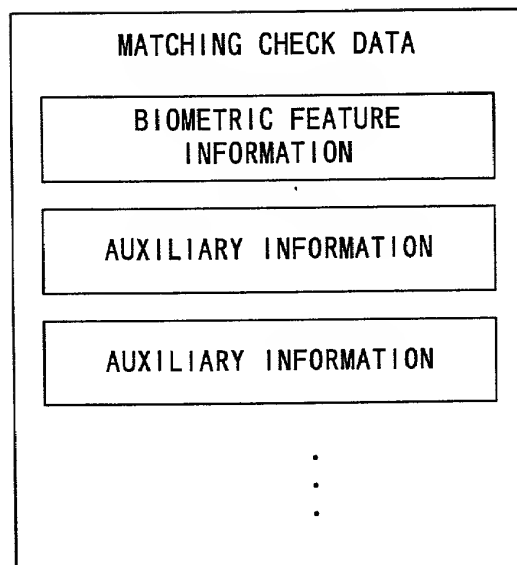 MATCHING CHECK DATA
BIOMETRIC FEATURE
INFORMATION
AUXILIARY INFORMATION
AUXILIARY INFORMATION